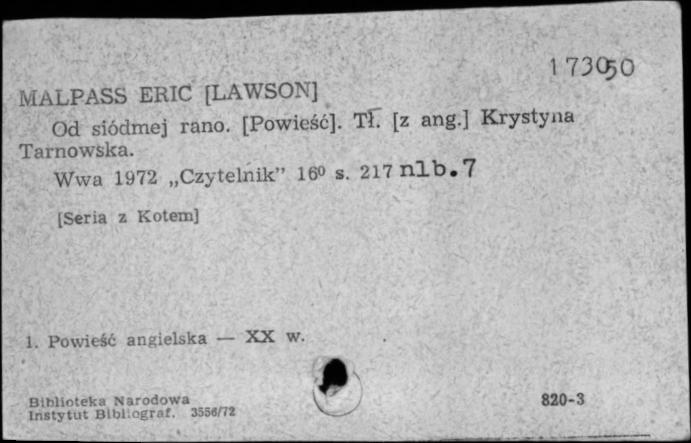 173050
MALPASS ERIC [LAWSON]
Od siódmej rano. [Powieść]. Tł. [z ang.] Krystyna
Tarnowska.
Wwa 1972 „Czytelnik” 16º s. 217 nlb.7
[Seria z Kotem]
1. Powieść angielska — XX w.
Biblioteka Narodowa
Instytut Bibliograf. 3556/72
820-3